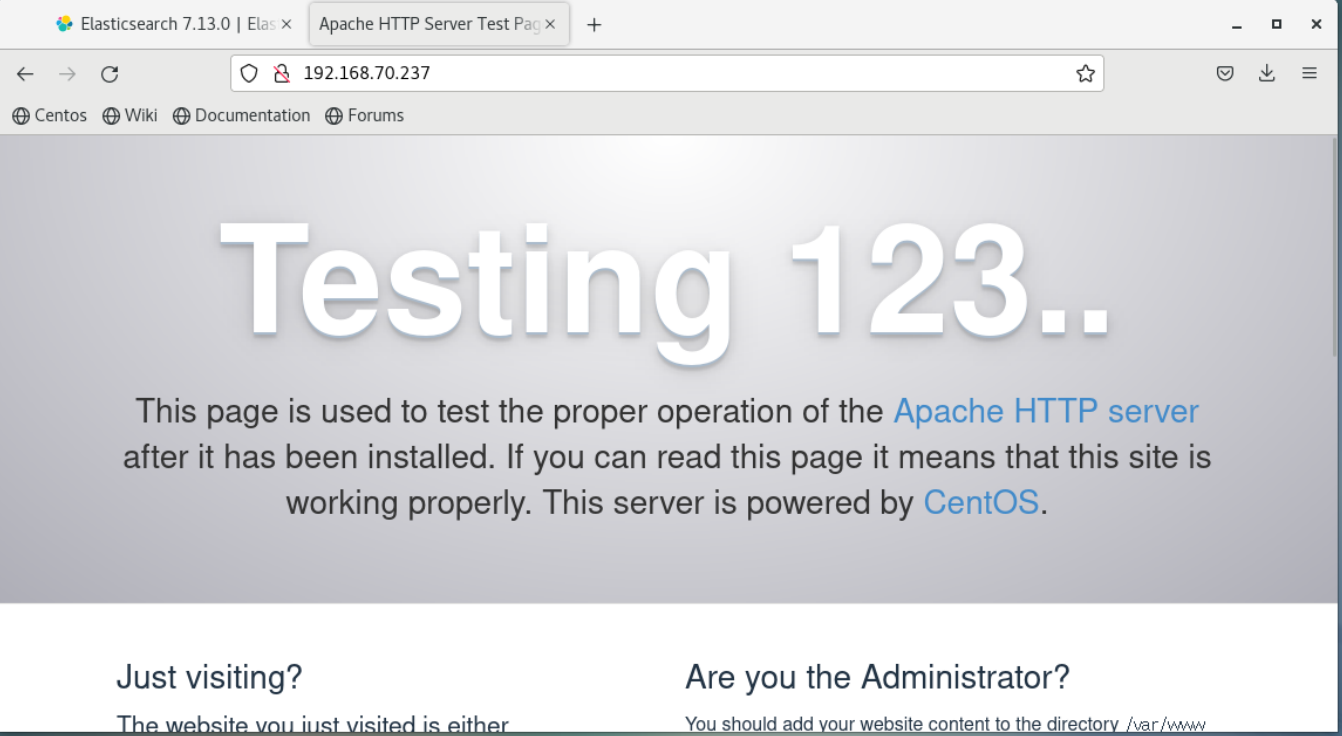 Elasticsearch 7.13.0 | Elas
Apache HTTP Server Test Pag
192.168.70.237
Centos Wiki Documentation Forums
Testing 123..
This page is used to test the proper operation of the Apache HTTP server
after it has been installed. If you can read this page it means that this site is
working properly. This server is powered by CentOS.
Just visiting?
The website you just visited is either
Are you the Administrator?
You should add your website content to the directory /var/www